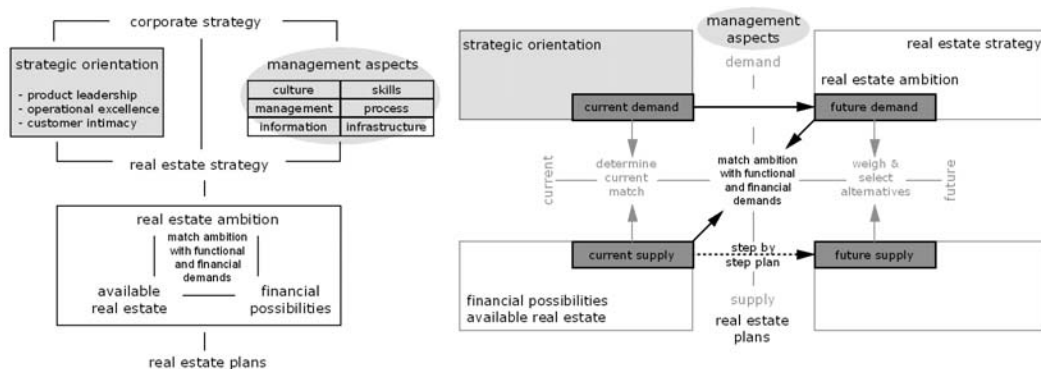 corporate strategy
strategic orientation
- product leadership
- operational excellence
- customer intimacy
management aspects
culture
skills
management
process
information
infrastructure
real estate strategy
real estate ambition
match ambition
with functional
and financial
demands
available
real estate
financial
possibilities
real estate plans
strategic orientation
management
aspects
demand
real estate strategy
real estate ambition
current demand
future demand
current
determine
current
match
match ambition
with functional
and financial
demands
weigh &
select
alternatives
future
current supply
step by
step plan
future supply
financial possibilities
available real estate
supply
real estate
plans